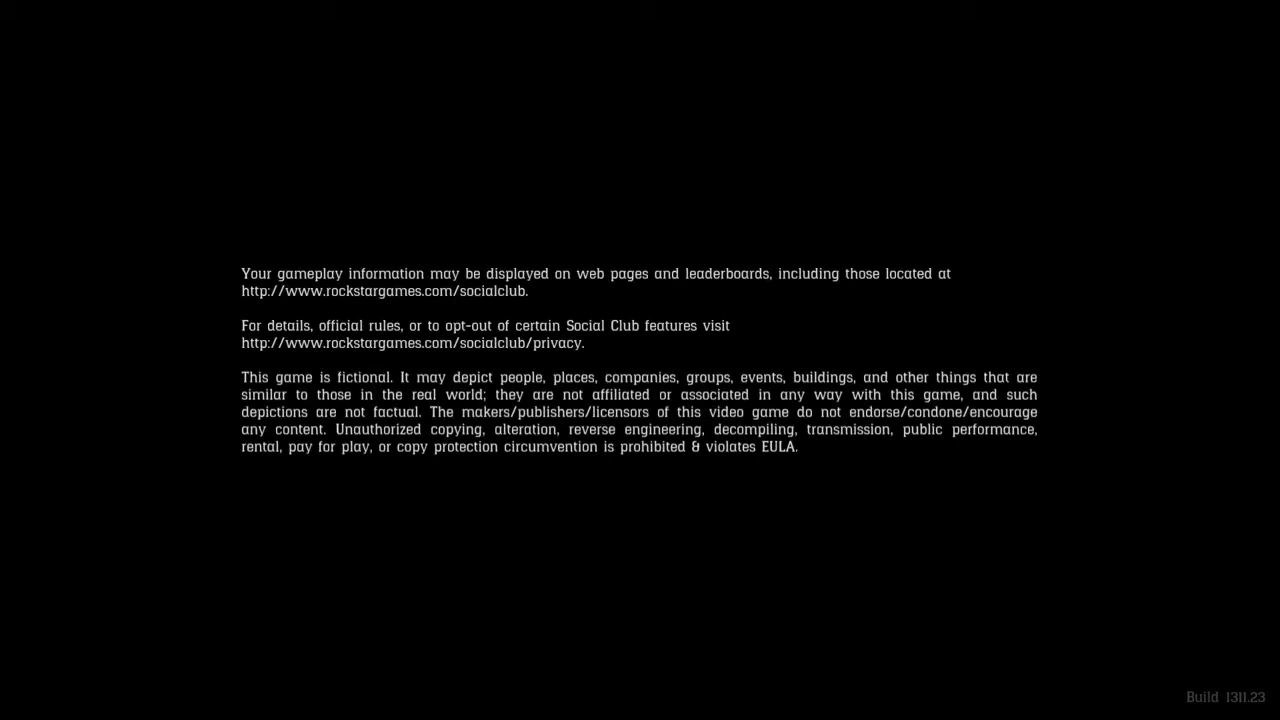 Your gameplay information may be displayed on web pages and leaderboards, including those located at
http://www.rockstargames.com/socialclub.
For details, official rules, or to opt-out of certain Social Club features visit
http://www.rockstargames.com/socialclub/privacy.
This game is fictional. It may depict people, places, companies, groups, events, buildings, and other things that are
similar to those in the real world; they are not affiliated or associated in any way with this game, and such
depictions are not factual. The makers/publishers/licensors of this video game do not endorse/condone/encourage
any content. Unauthorized copying, alteration, reverse engineering, decompiling, transmission, public performance,
rental, pay for play, or copy protection circumvention is prohibited & violates EULA.
Build 1311.23